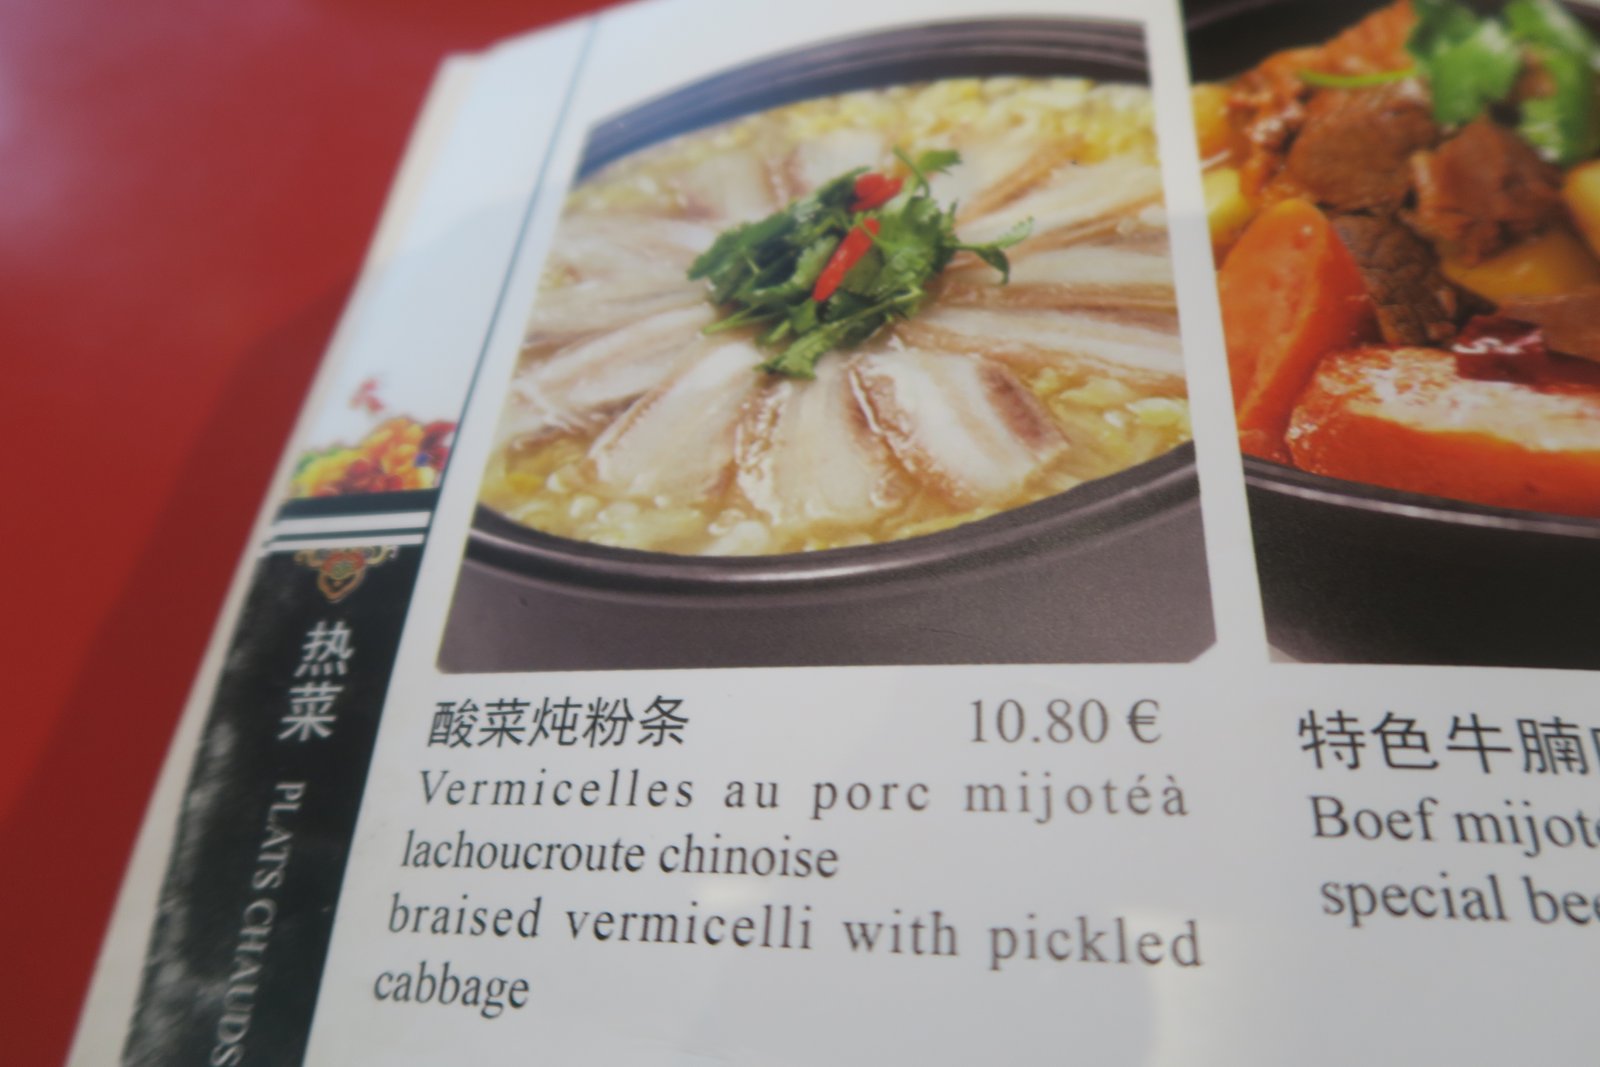 热菜
PLATS CHAUDS
酸菜炖粉条 10.80 €
Vermicelles au porc mijotéà
lachoucroute chinoise
braised vermicelli with pickled
cabbage
特色牛腩
Boef mijot
special bee